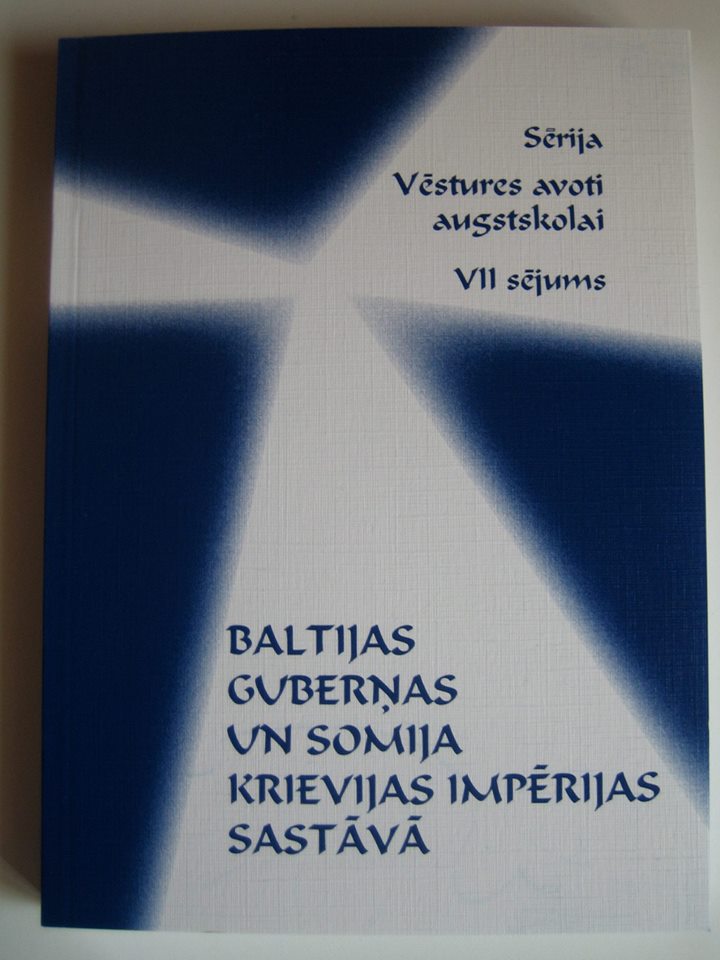 Sērija
Vēstures avoti
augstskolai
VII sējums
BALTIJAS
GUBERŅAS
UN SOMIJA
KRIEVIJAS IMPĒRIJAS
SASTĀVĀ